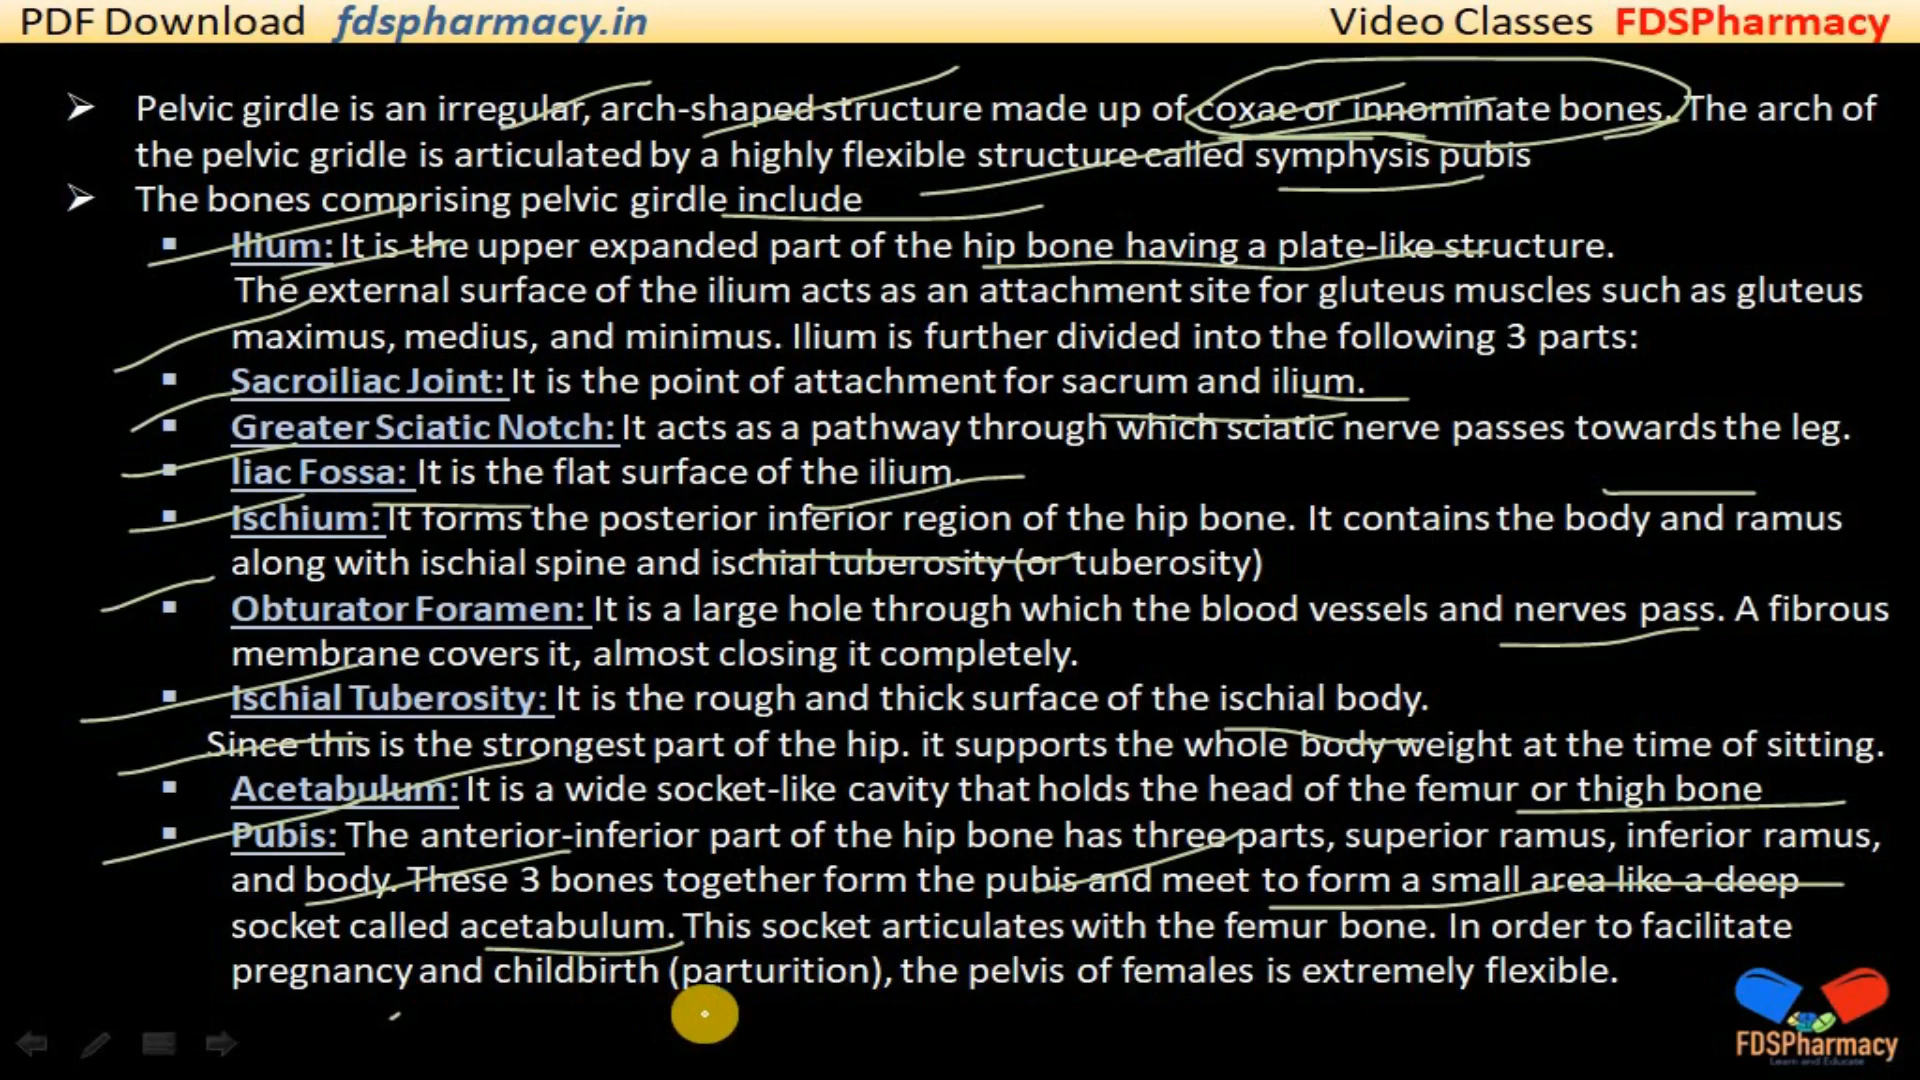 PDF Download fdspharmacy.in Video Classes FDSPharmacy
Pelvic girdle is an irregular, arch-shaped structure made up of coxae or innominate bones. The arch of
the pelvic gridle is articulated by a highly flexible structure called symphysis pubis
The bones comprising pelvic girdle include
Ilium: It is the upper expanded part of the hip bone having a plate-like structure.
The external surface of the ilium acts as an attachment site for gluteus muscles such as gluteus
maximus, medius, and minimus. Ilium is further divided into the following 3 parts:
Sacroiliac Joint: It is the point of attachment for sacrum and ilium.
Greater Sciatic Notch: It acts as a pathway through which sciatic nerve passes towards the leg.
liac Fossa: It is the flat surface of the ilium.
Ischium: It forms the posterior inferior region of the hip bone. It contains the body and ramus
along with ischial spine and ischial tuberosity (or tuberosity)
Obturator Foramen: It is a large hole through which the blood vessels and nerves pass. A fibrous
membrane covers it, almost closing it completely.
Ischial Tuberosity: It is the rough and thick surface of the ischial body.
Since this is the strongest part of the hip. it supports the whole body weight at the time of sitting.
Acetabulum: It is a wide socket-like cavity that holds the head of the femur or thigh bone
Pubis: The anterior-inferior part of the hip bone has three parts, superior ramus, inferior ramus,
and body. These 3 bones together form the pubis and meet to form a small area like a deep
socket called acetabulum. This socket articulates with the femur bone. In order to facilitate
pregnancy and childbirth (parturition), the pelvis of females is extremely flexible.
FDSPharmacy
Learn and Educate